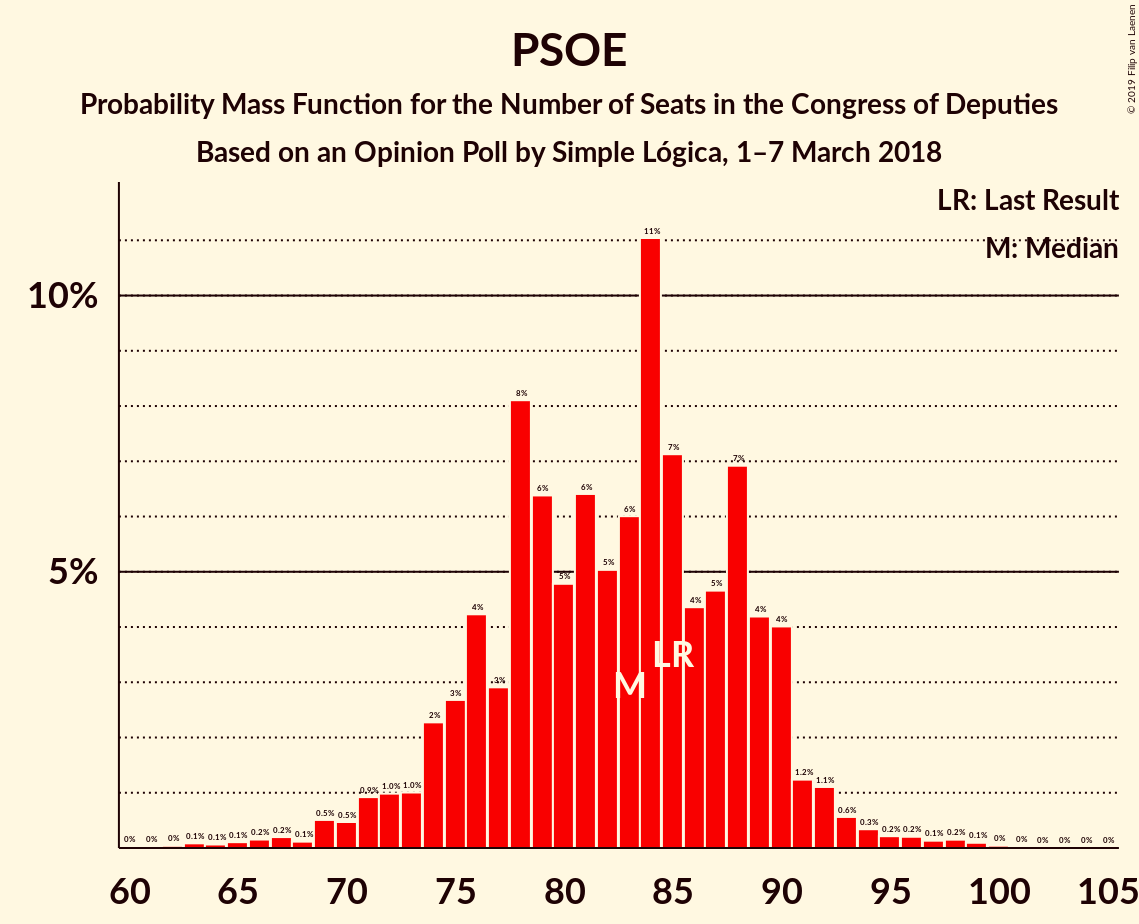 PSOE
Probability Mass Function for the Number of Seats in the Congress of Deputies
Based on an Opinion Poll by Simple Lógica, 1–7 March 2018
© 2019 Filip van Laenen
LR: Last Result
M: Median
10%
5%
0% 0% 0% 0.1% 0.1% 0.1% 0.2% 0.2% 0.1% 0.5% 0.5% 0.9% 1.0% 1.0% 2% 3% 4% 3% 8% 6% 5% 6% 5% 6% 11% 7% 4% 5% 7% 4% 4% 1.2% 1.1% 0.6% 0.3% 0.2% 0.2% 0.1% 0.2% 0.1% 0% 0% 0% 0% 0% 0%
LR
M
60 65 70 75 80 85 90 95 100 105